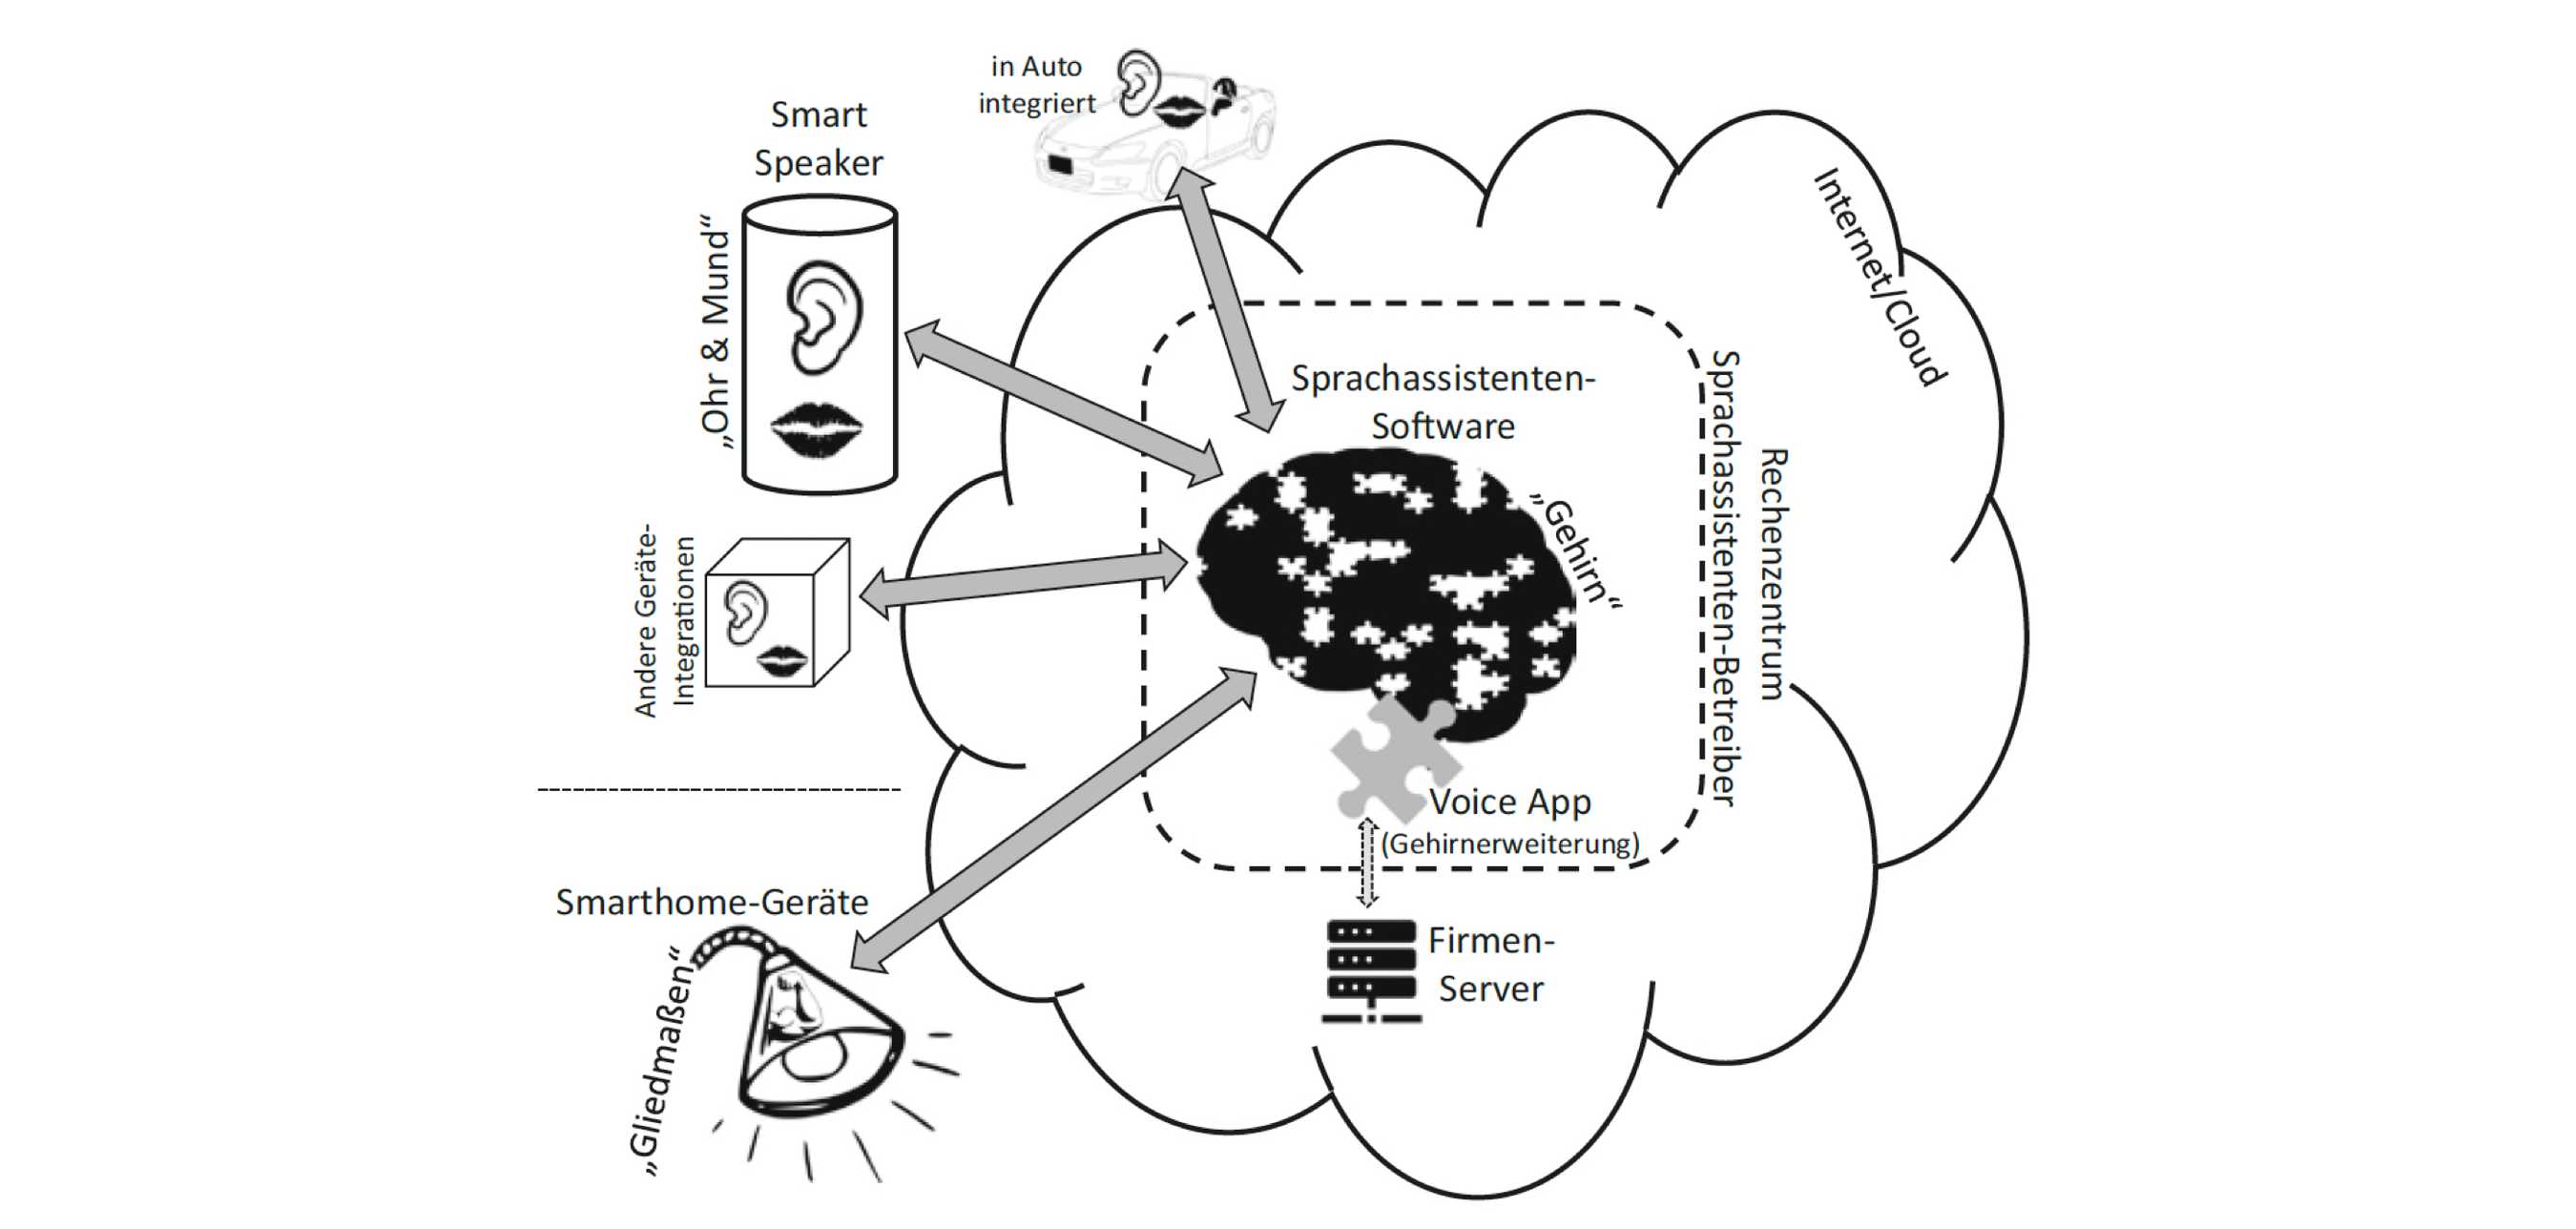 in Auto
integriert
Smart
Speaker
„Ohr & Mund“
Andere Geräte-
Integrationen
Smarthome-Geräte
„Gliedmaßen“
Sprachassistenten-
Software
„Gehirn“
Voice App
(Gehirnerweiterung)
Firmen-
Server
Sprachassistenten-Betreiber
Rechenzentrum
Internet/Cloud